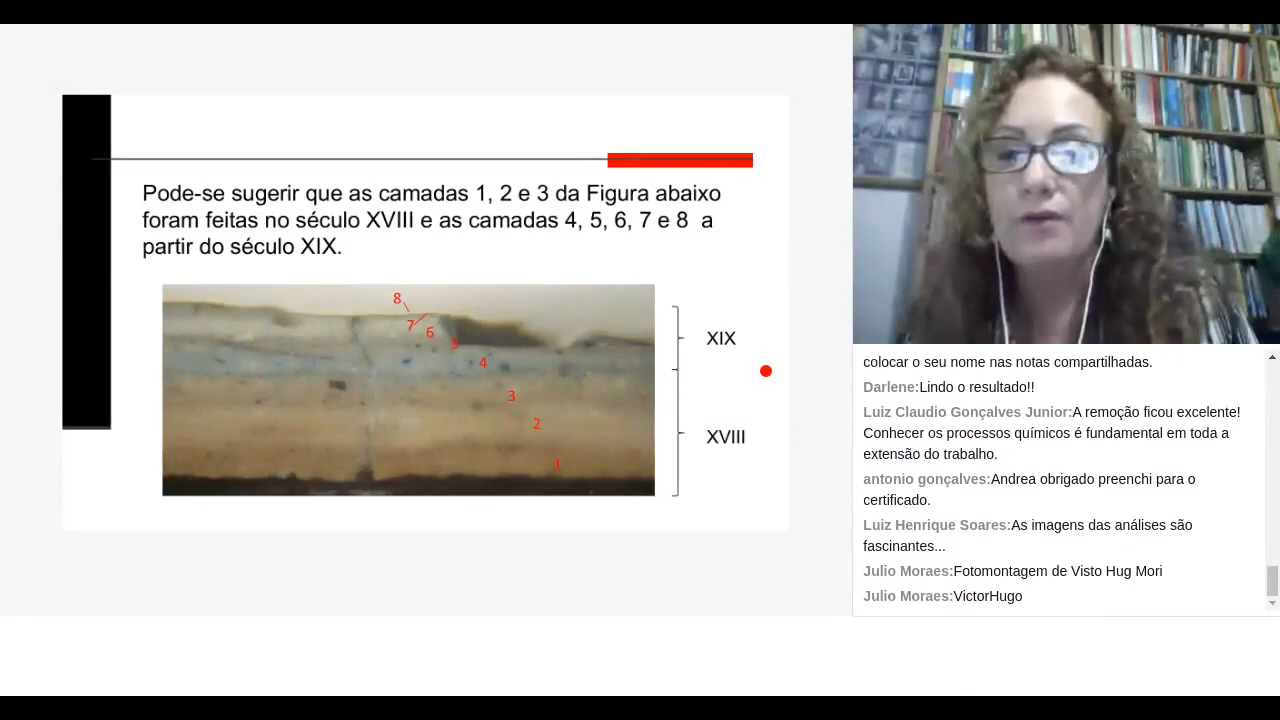 Pode-se sugerir que as camadas 1, 2 e 3 da Figura abaixo
foram feitas no século XVIII e as camadas 4, 5, 6, 7 e 8 a
partir do século XIX.
8
7
6
5
4
3
2
1
XIX
XVIII
colocar o seu nome nas notas compartilhadas.
Darlene:Lindo o resultado!!
Luiz Claudio Gonçalves Junior:A remoção ficou excelente!
Conhecer os processos químicos é fundamental em toda a
extensão do trabalho.
antonio gonçalves:Andrea obrigado preenchi para o
certificado.
Luiz Henrique Soares:As imagens das análises são
fascinantes...
Julio Moraes:Fotomontagem de Visto Hug Mori
Julio Moraes:VictorHugo